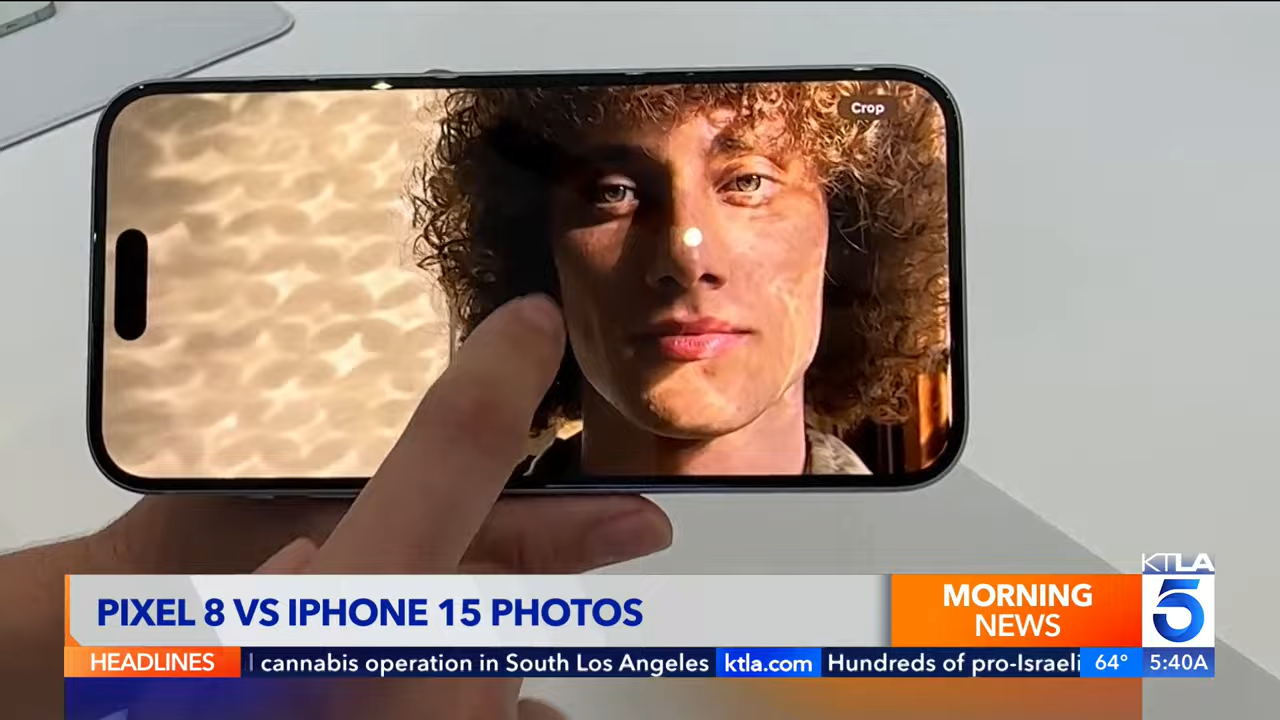 Crop
KTLA
5
PIXEL 8 VS IPHONE 15 PHOTOS
MORNING
NEWS
HEADLINES
cannabis operation in South Los Angeles ktla.com Hundreds of pro-Israeli
64° 5:40A